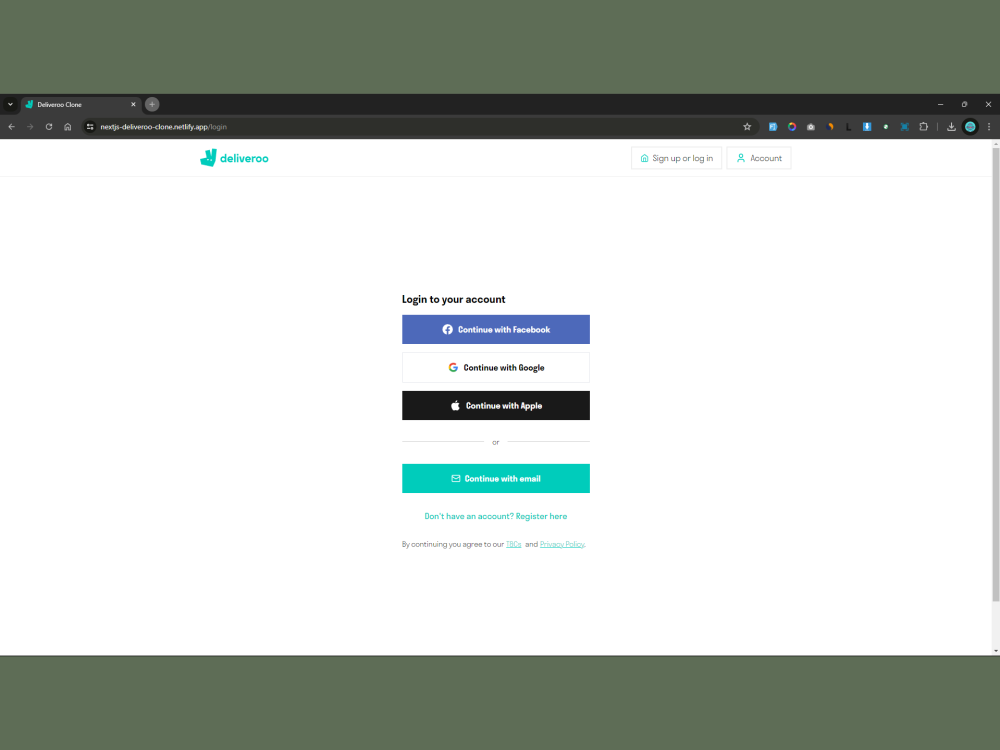 Deliveroo Clone
nextjs-deliveroo-clone.netlify.app/login
deliveroo
Sign up or log in
Account
Login to your account
Continue with Facebook
Continue with Google
Continue with Apple
or
Continue with email
Don't have an account? Register here
By continuing you agree to our T&Cs and Privacy Policy.